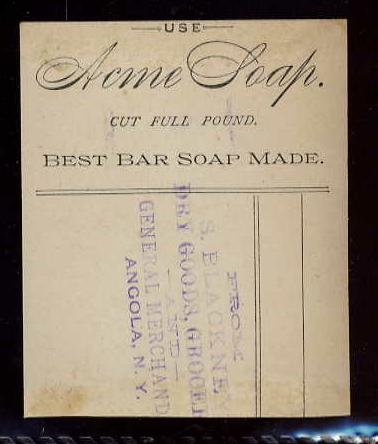 USE
Acme Soap.
CUT FULL POUND.
BEST BAR SOAP MADE.
FROM
S. BLACKNEY
DRY GOODS, GROCE
AND
GENERAL MERCHAND
ANGOLA, N. Y.